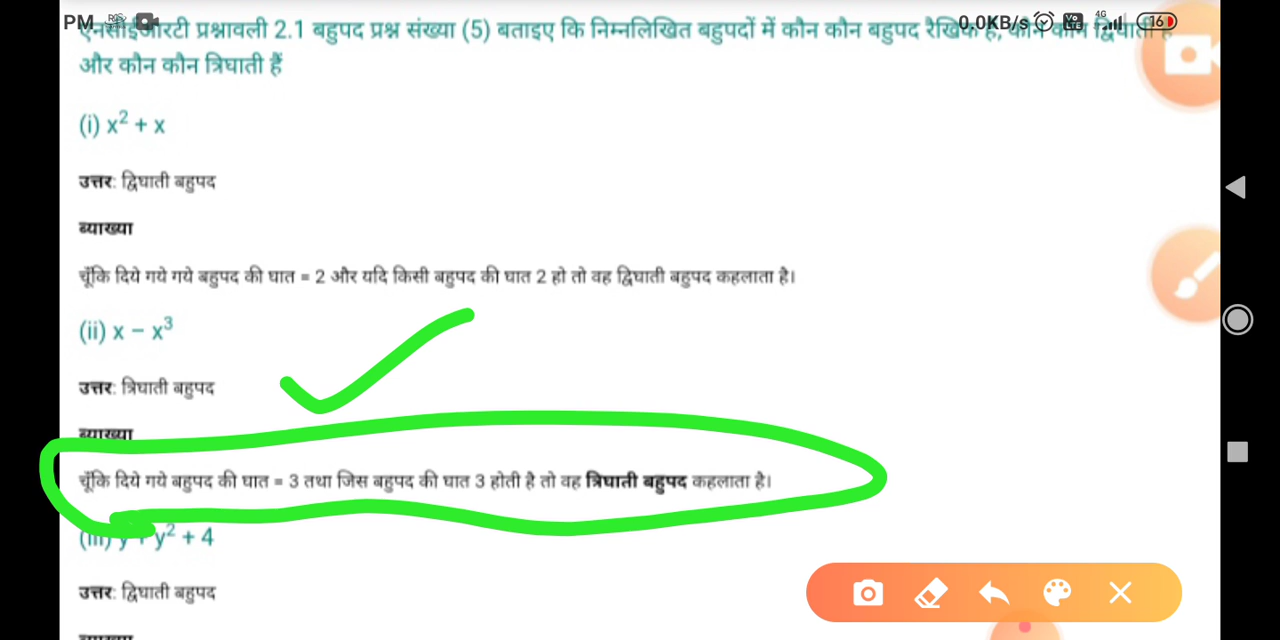 PM 0.0KB/s Vo LTE 4G 16
एनसीईआरटी प्रश्नावली 2.1 बहुपद प्रश्न संख्या (5) बताइए कि निम्नलिखित बहुपदों में कौन कौन बहुपद रैखिक है, कौन कौन द्विघाती है
और कौन कौन त्रिघाती हैं
(i) x² + x
उत्तर: द्विघाती बहुपद
ब्याख्या
चूँकि दिये गये गये बहुपद की घात = 2 और यदि किसी बहुपद की घात 2 हो तो वह द्विघाती बहुपद कहलाता है।
(ii) x – x³
उत्तर: त्रिघाती बहुपद
ब्याख्या
चूँकि दिये गये बहुपद की घात = 3 तथा जिस बहुपद की घात 3 होती है तो वह त्रिघाती बहुपद कहलाता है।
(iii) y + y² + 4
उत्तर: द्विघाती बहुपद